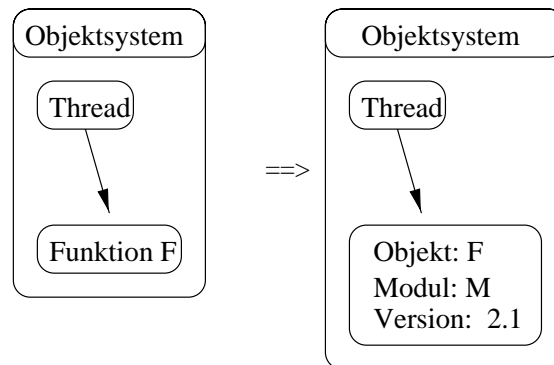 Objektsystem
Thread
Funktion F
==>
Objektsystem
Thread
Objekt: F
Modul: M
Version: 2.1